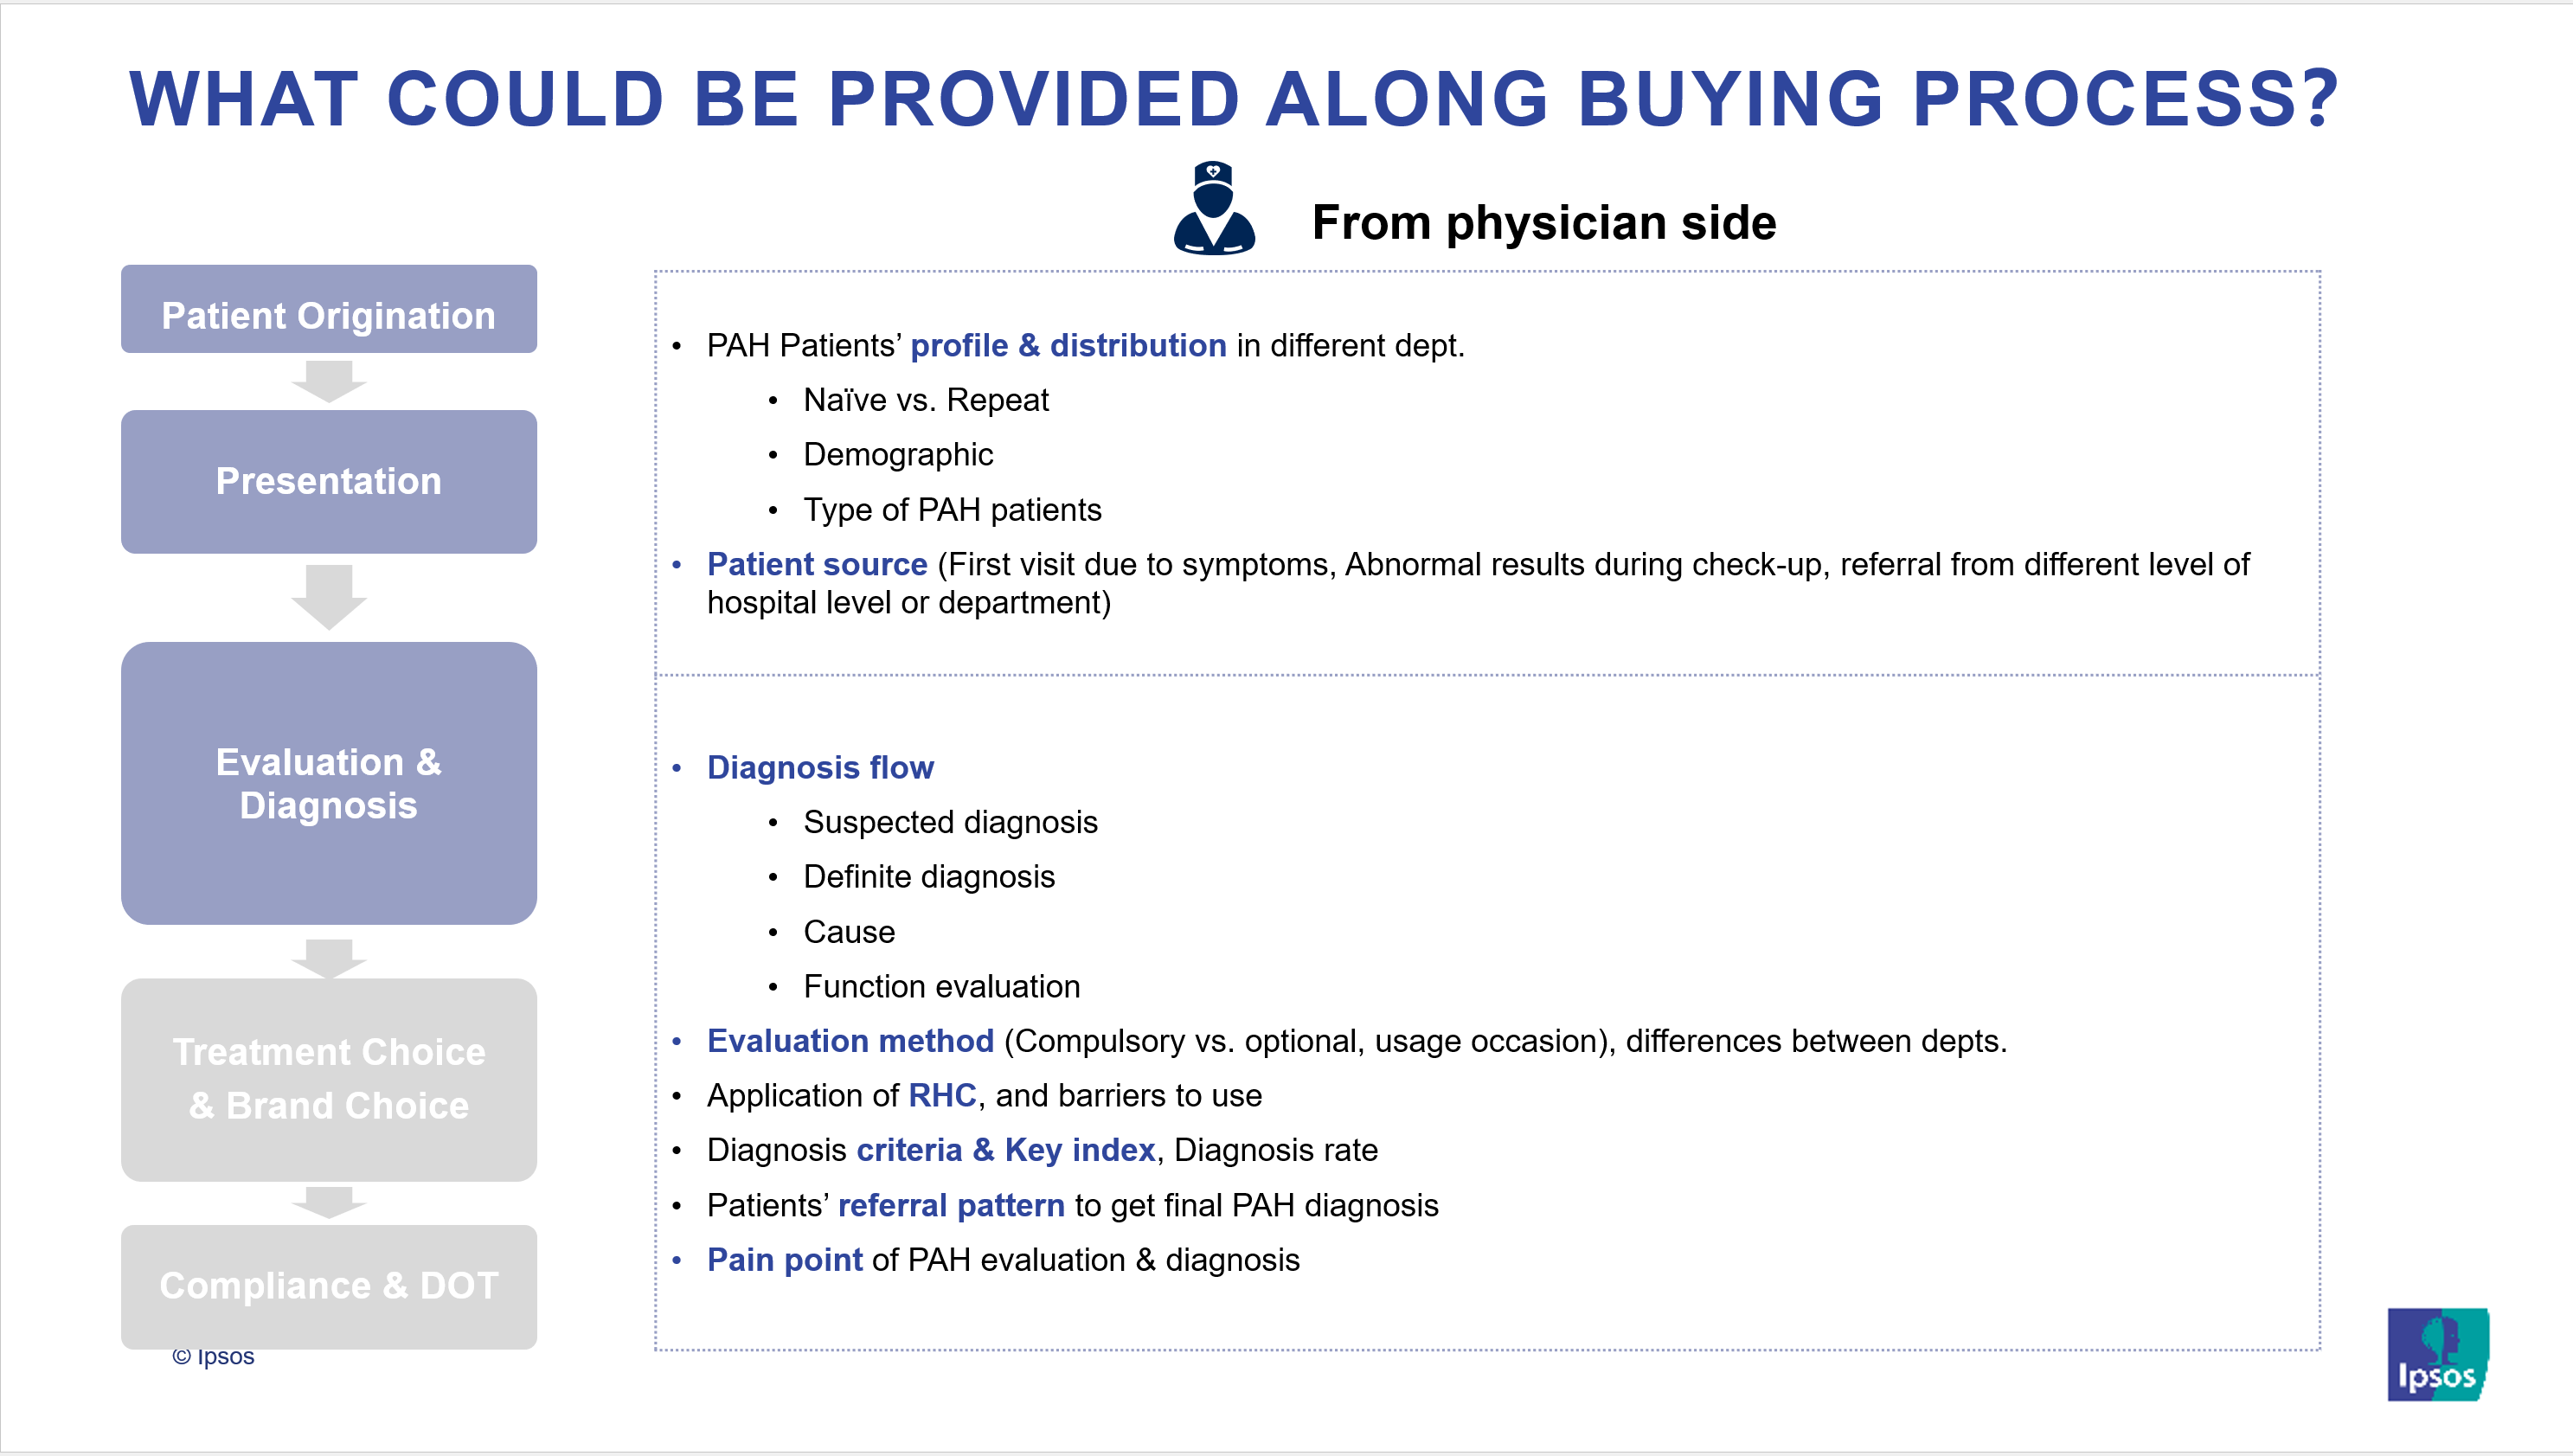 WHAT COULD BE PROVIDED ALONG BUYING PROCESS?
From physician side
Patient Origination
Presentation
Evaluation &
Diagnosis
Treatment Choice
& Brand Choice
Compliance & DOT
• PAH Patients’ profile & distribution in different dept.
• Naïve vs. Repeat
• Demographic
• Type of PAH patients
• Patient source (First visit due to symptoms, Abnormal results during check-up, referral from different level of
hospital level or department)
• Diagnosis flow
• Suspected diagnosis
• Definite diagnosis
• Cause
• Function evaluation
• Evaluation method (Compulsory vs. optional, usage occasion), differences between depts.
• Application of RHC, and barriers to use
• Diagnosis criteria & Key index, Diagnosis rate
• Patients’ referral pattern to get final PAH diagnosis
• Pain point of PAH evaluation & diagnosis
© Ipsos
Ipsos